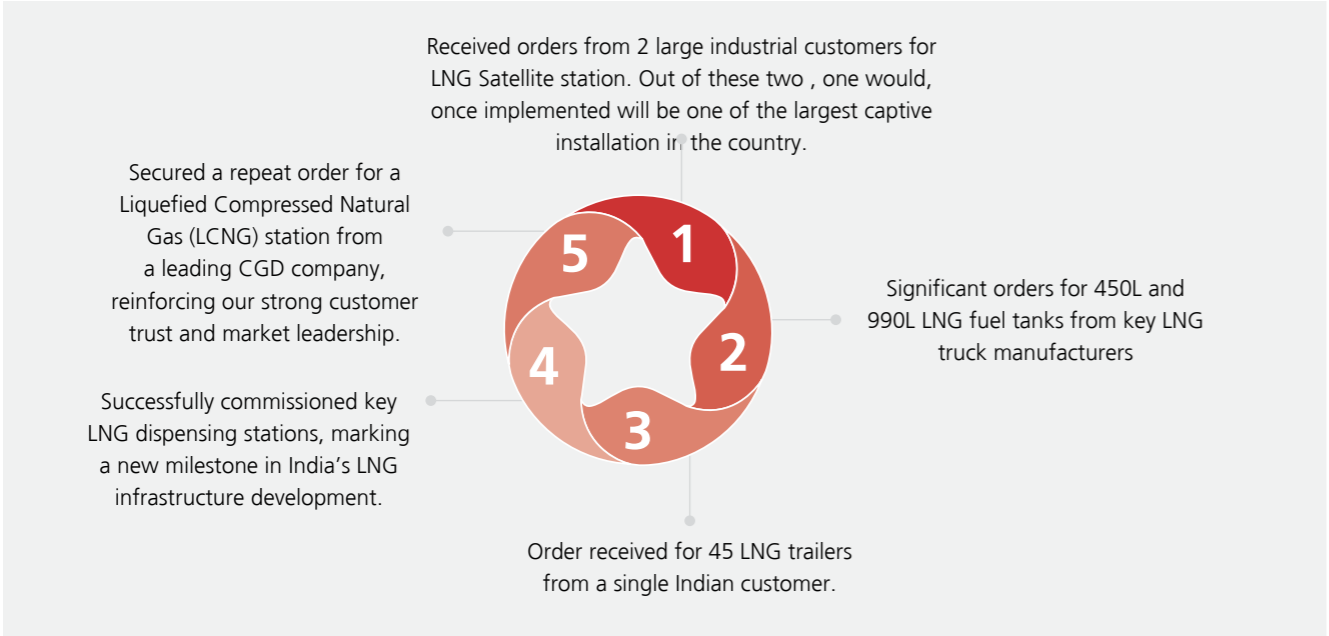 Received orders from 2 large industrial customers for
LNG Satellite station. Out of these two , one would,
once implemented will be one of the largest captive
installation in the country.
1
Significant orders for 450L and
990L LNG fuel tanks from key LNG
truck manufacturers
2
Order received for 45 LNG trailers
from a single Indian customer.
3
Successfully commissioned key
LNG dispensing stations, marking
a new milestone in India's LNG
infrastructure development.
4
Secured a repeat order for a
Liquefied Compressed Natural
Gas (LCNG) station from
a leading CGD company,
reinforcing our strong customer
trust and market leadership.
5